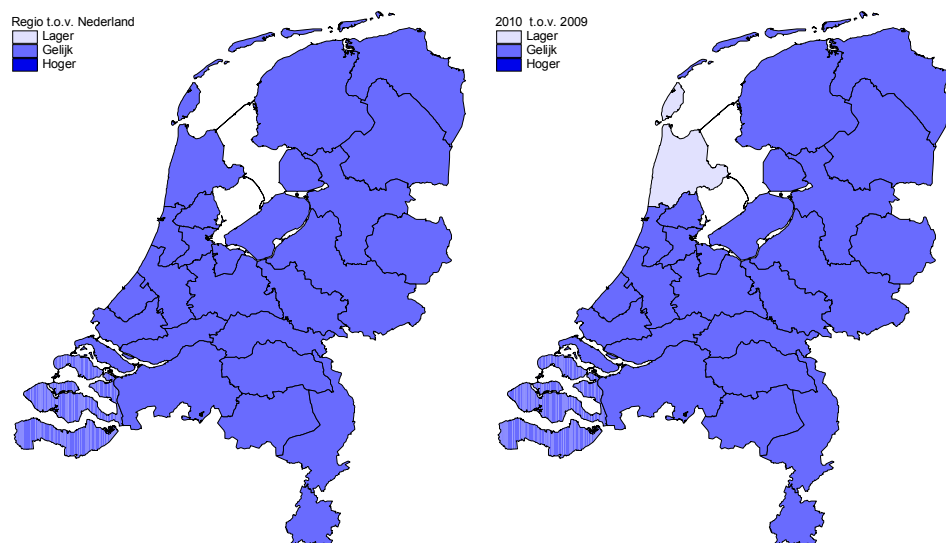 Regio t.o.v. Nederland
Lager
Gelijk
Hoger
2010 t.o.v. 2009
Lager
Gelijk
Hoger